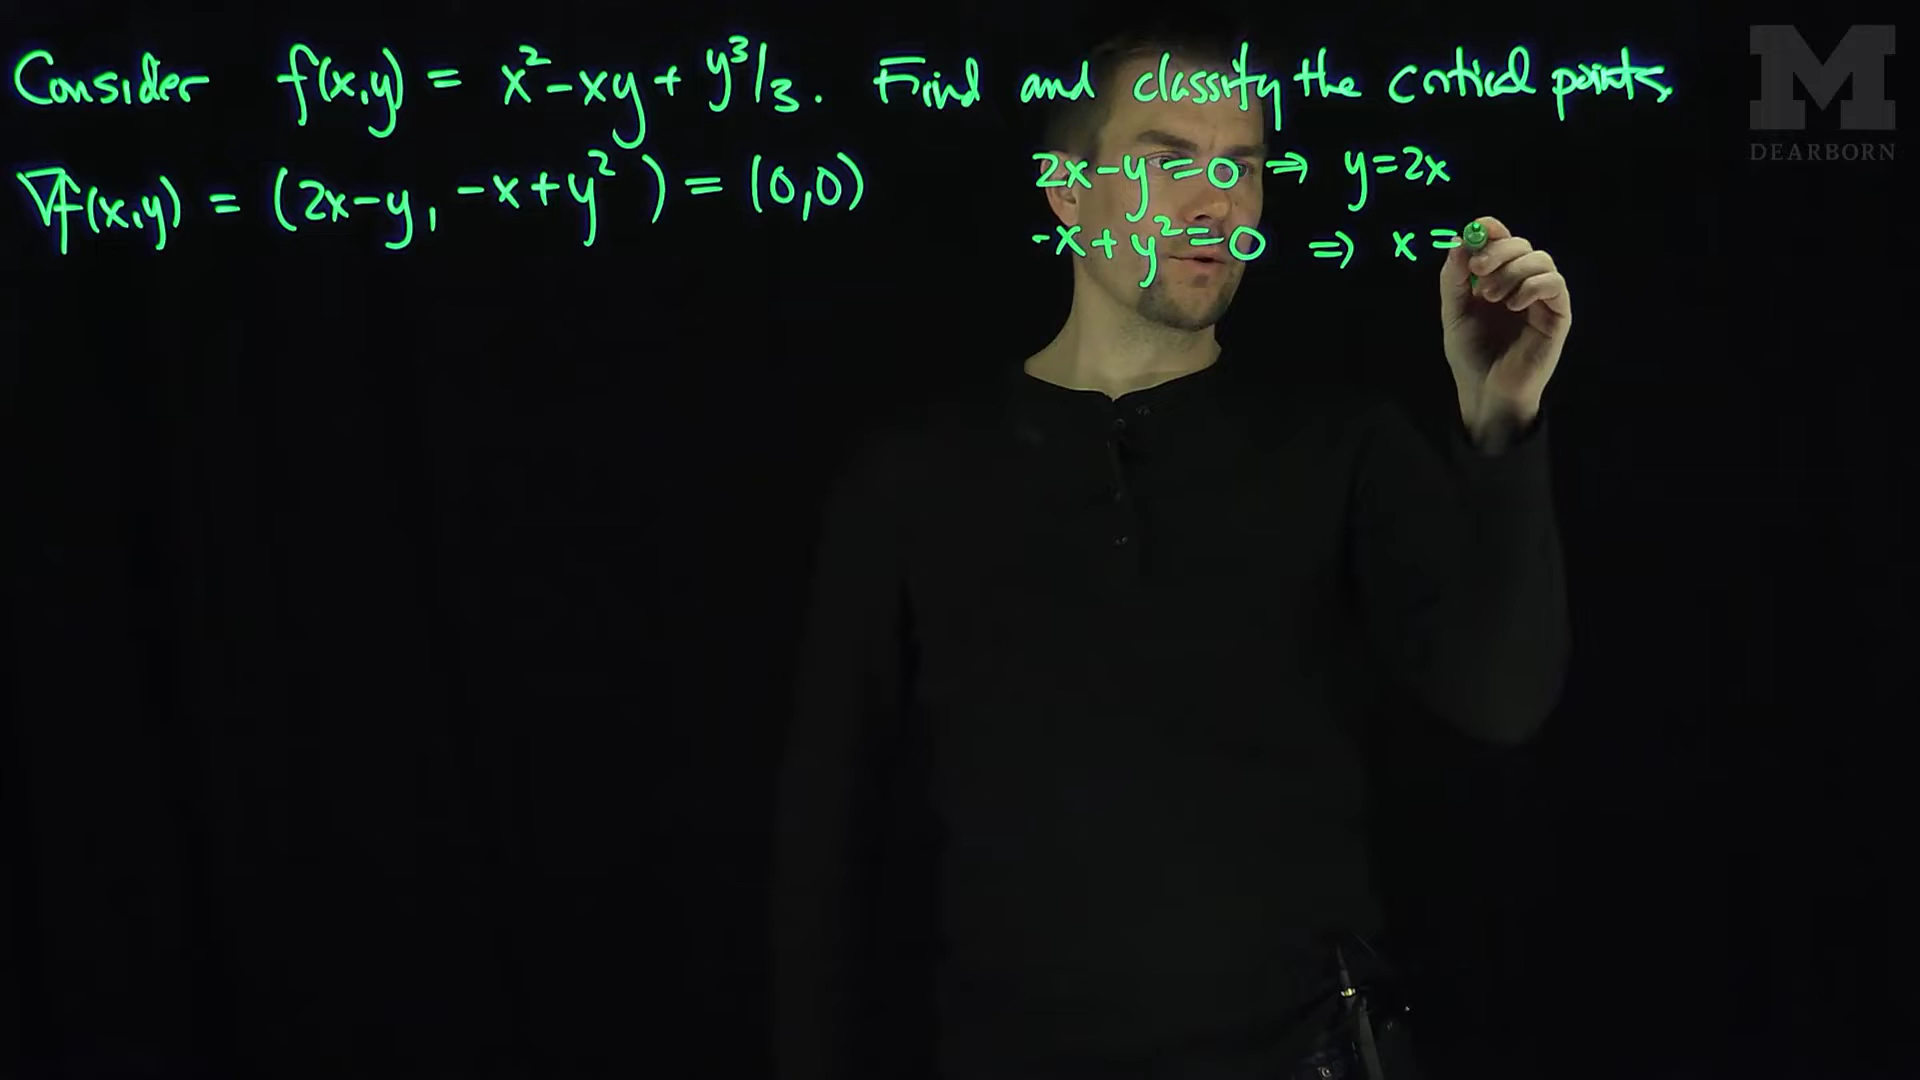 Consider f(x,y) = x² - xy + y³/3. Find and classify the critical points.
∇f(x,y) = (2x-y, -x+y²) = (0,0)
2x-y=0 ⇒ y=2x
-x+y²=0 ⇒ x =
M
DEARBORN